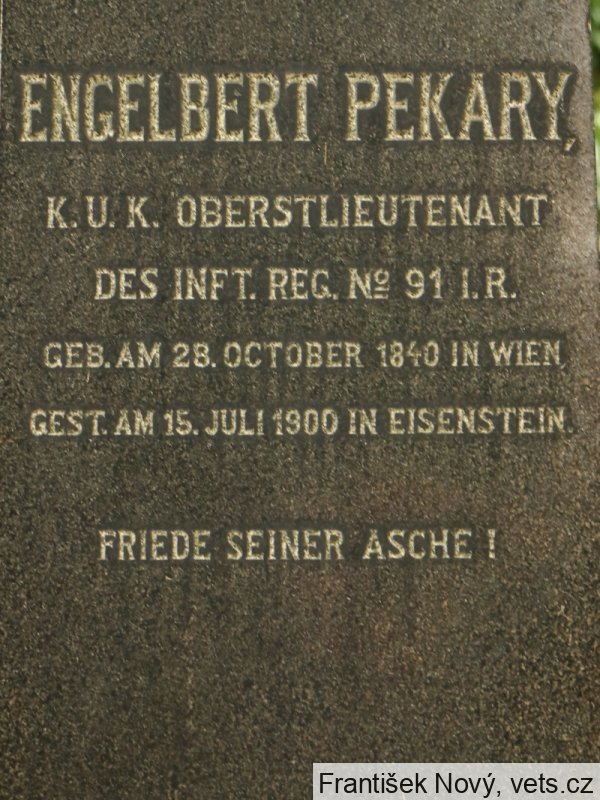 ENGELBERT PEKARY,
K. U. K. OBERSTLIEUTENANT
DES INFT. REG. No 91 I. R.
GEB. AM 28. OCTOBER 1840 IN WIEN,
GEST. AM 15. JULI 1900 IN EISENSTEIN.
FRIEDE SEINER ASCHE !
František Nový, vets.cz